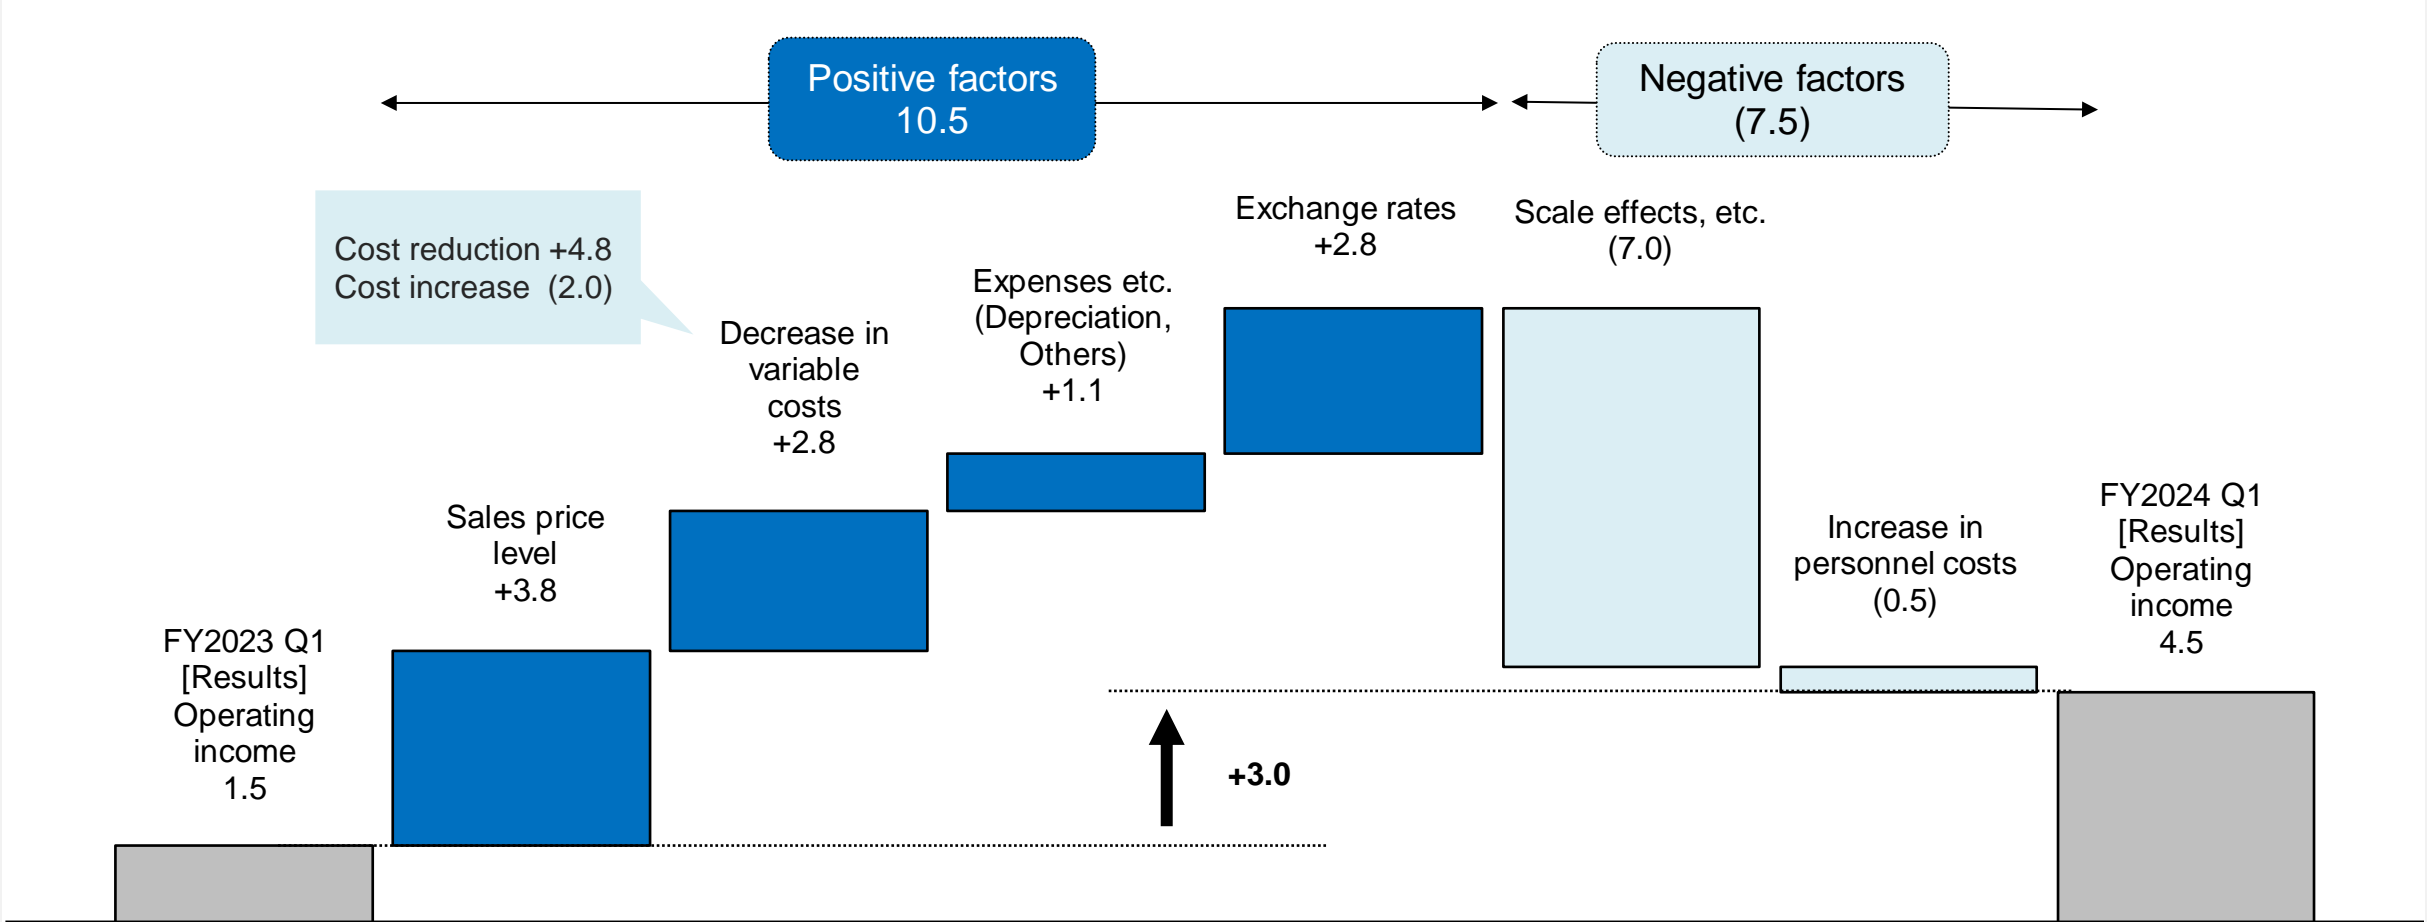 Positive factors
10.5
Negative factors
(7.5)
Cost reduction +4.8
Cost increase (2.0)
FY2023 Q1
[Results]
Operating
income
1.5
Sales price
level
+3.8
Decrease in
variable
costs
+2.8
Expenses etc.
(Depreciation,
Others)
+1.1
Exchange rates
+2.8
Scale effects, etc.
(7.0)
Increase in
personnel costs
(0.5)
FY2024 Q1
[Results]
Operating
income
4.5
+3.0